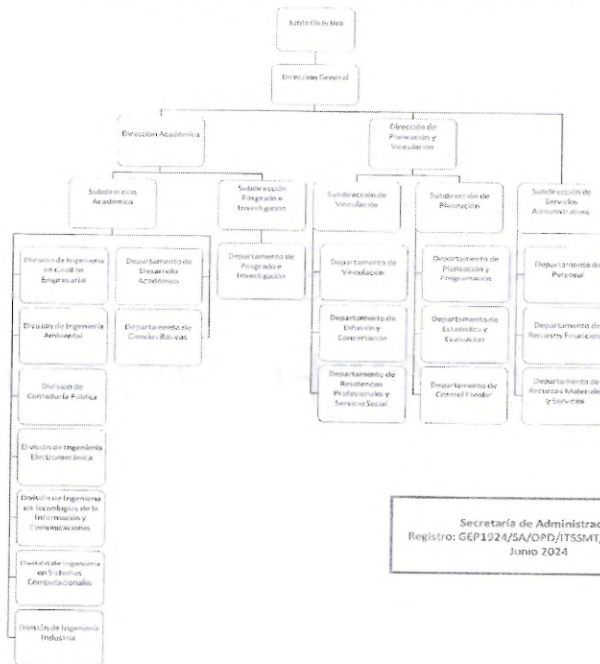 Junta Directiva
Dirección General
Dirección Académica
Dirección de
Planeación y
Vinculación
Subdirección
Académica
Subdirección
Posgrado e
Investigación
Subdirección de
Vinculación
Subdirección de
Planeación
Subdirección de
Servicios
Administrativos
División de Ingeniería
en Gestión
Empresarial
Departamento de
Desarrollo
Académico
Departamento de
Posgrado e
Investigación
Departamento de
Vinculación
Departamento de
Planeación y
Programación
Departamento de
Personal
División de Ingeniería
Ambiental
Departamento de
Ciencias Básicas
Departamento de
Difusión y
Concertación
Departamento de
Estadística y
Evaluación
Departamento de
Recursos Financier
División de
Contaduría Pública
Departamento de
Residencias
Profesionales y
Servicio Social
Departamento de
Control Escolar
Departamento de
Recursos Materiale
y Servicios
División de Ingeniería
Electromecánica
División de Ingeniería
en Tecnologías de la
Información y
Comunicaciones
División de Ingeniería
en Sistemas
Computacionales
División de Ingeniería
Industrial
Secretaría de Administrac
Registro: GEP1924/SA/OPD/ITSSMT/
Junio 2024